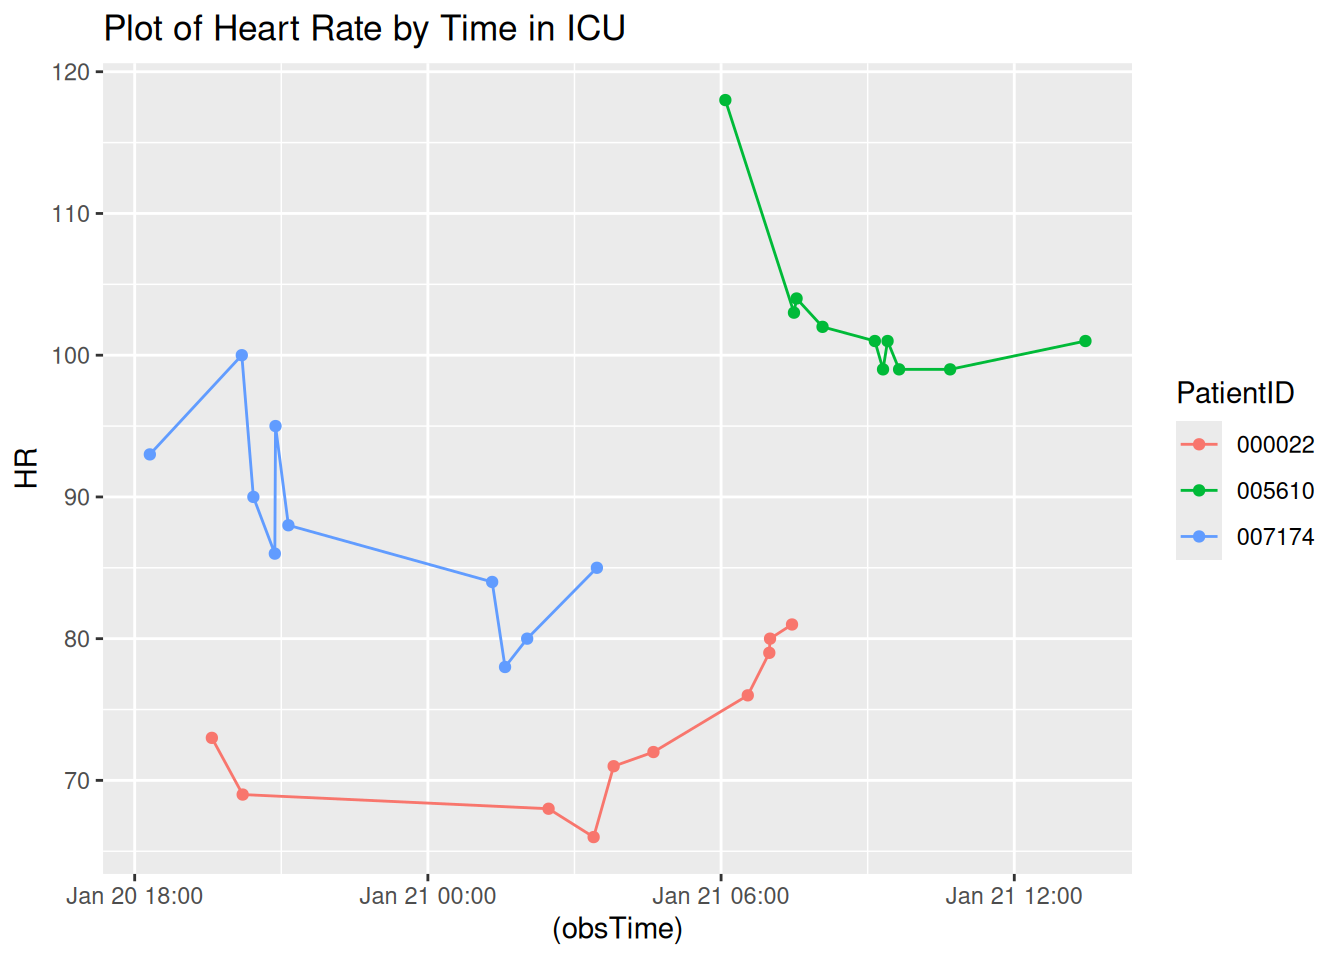 Plot of Heart Rate by Time in ICU
120
110
100
90
80
70
HR
Jan 20 18:00
Jan 21 00:00
Jan 21 06:00
Jan 21 12:00
(obsTime)
PatientID
000022
005610
007174